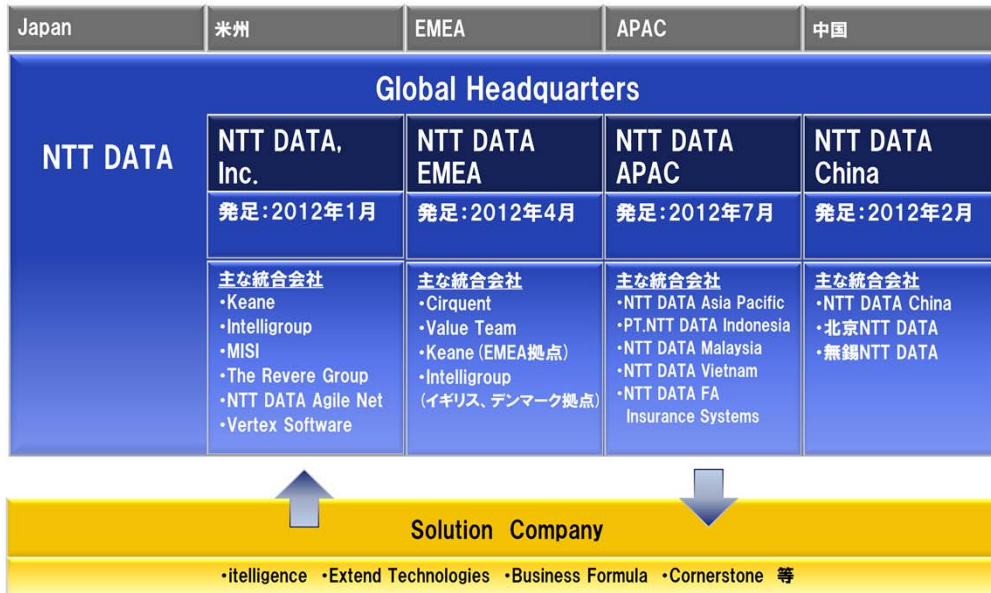 Japan
米州
EMEA
APAC
中国
Global Headquarters
NTT DATA
NTT DATA,
Inc.
発足：2012年1月
主な統合会社
・Keane
・Intelligroup
・MISI
・The Revere Group
・NTT DATA Agile Net
・Vertex Software
NTT DATA
EMEA
発足：2012年4月
主な統合会社
・Cirquent
・Value Team
・Keane（EMEA拠点）
・Intelligroup
（イギリス、デンマーク拠点）
NTT DATA
APAC
発足：2012年7月
主な統合会社
・NTT DATA Asia Pacific
・PT.NTT DATA Indonesia
・NTT DATA Malaysia
・NTT DATA Vietnam
・NTT DATA FA
Insurance Systems
NTT DATA
China
発足：2012年2月
主な統合会社
・NTT DATA China
・北京NTT DATA
・無錫NTT DATA
Solution Company
・itelligence ・Extend Technologies ・Business Formula ・Cornerstone 等